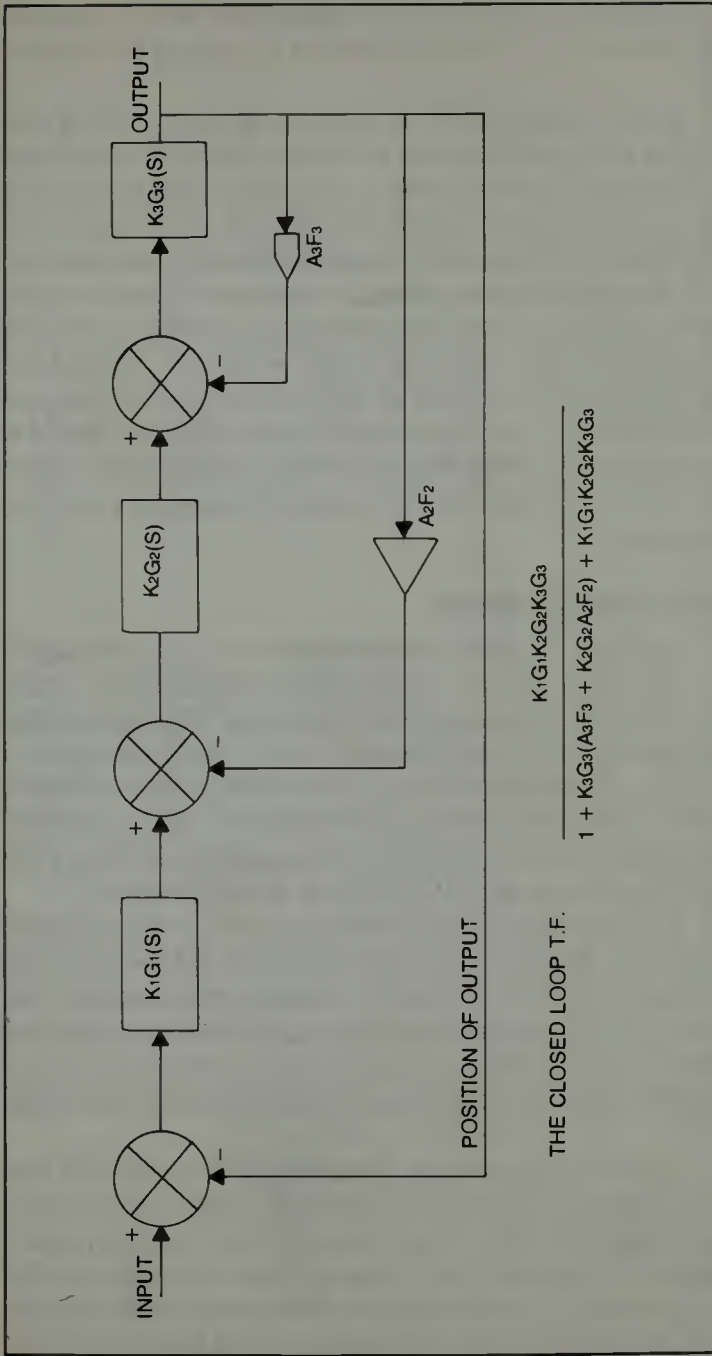 INPUT
+
-
K₁G₁(S)
+
-
K₂G₂(S)
+
-
K₃G₃(S)
OUTPUT
A₃F₃
A₂F₂
POSITION OF OUTPUT
THE CLOSED LOOP T.F.
K₁G₁K₂G₂K₃G₃
1 + K₃G₃(A₃F₃ + K₂G₂A₂F₂) + K₁G₁K₂G₂K₃G₃